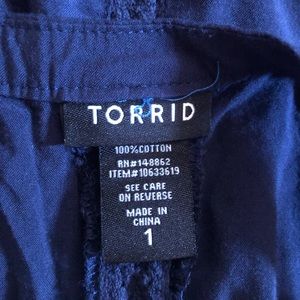 TORRID
100%COTTON
RN#148862
ITEM#10633619
SEE CARE
ON REVERSE
MADE IN
CHINA
1